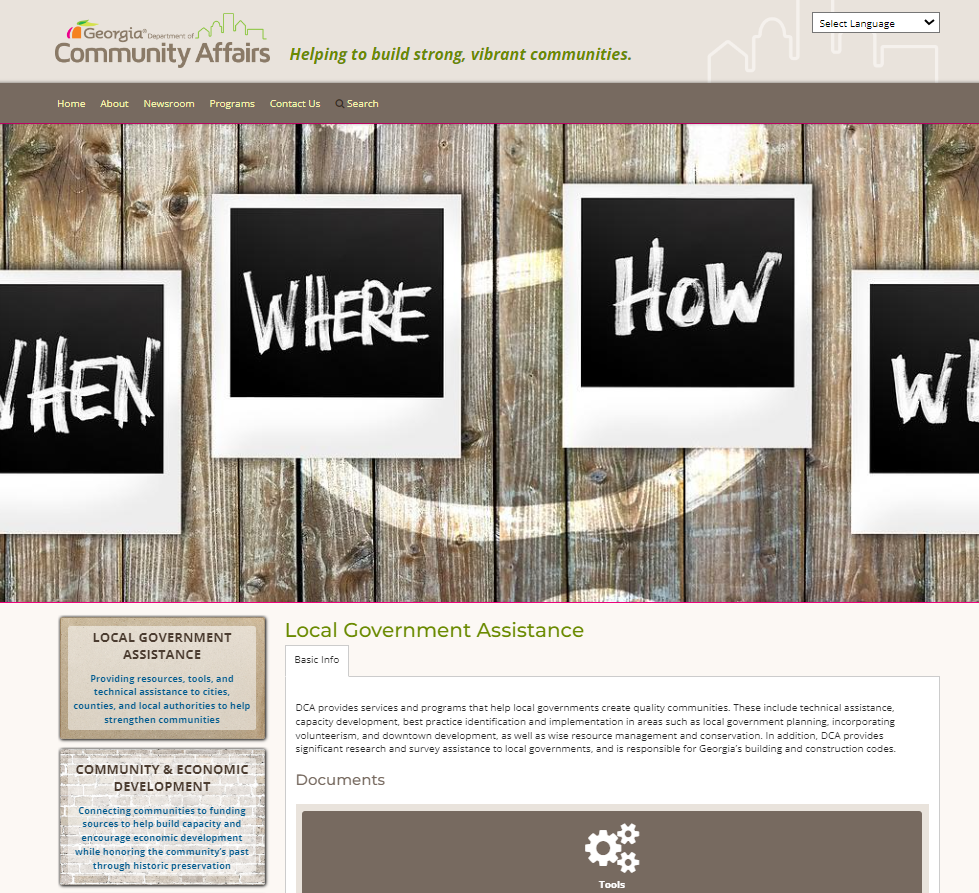 Georgia® Department of
Community Affairs
Helping to build strong, vibrant communities.
Select Language
Home About Newsroom Programs Contact Us Search
WHERE
HOW
WHEN
LOCAL GOVERNMENT
ASSISTANCE
Providing resources, tools, and
technical assistance to cities,
counties, and local authorities to help
strengthen communities
COMMUNITY & ECONOMIC
DEVELOPMENT
Connecting communities to funding
sources to help build capacity and
encourage economic development
while honoring the community's past
through historic preservation
Local Government Assistance
Basic Info
DCA provides services and programs that help local governments create quality communities. These include technical assistance,
capacity development, best practice identification and implementation in areas such as local government planning, incorporating
volunteerism, and downtown development, as well as wise resource management and conservation. In addition, DCA provides
significant research and survey assistance to local governments, and is responsible for Georgia's building and construction codes.
Documents
Tools